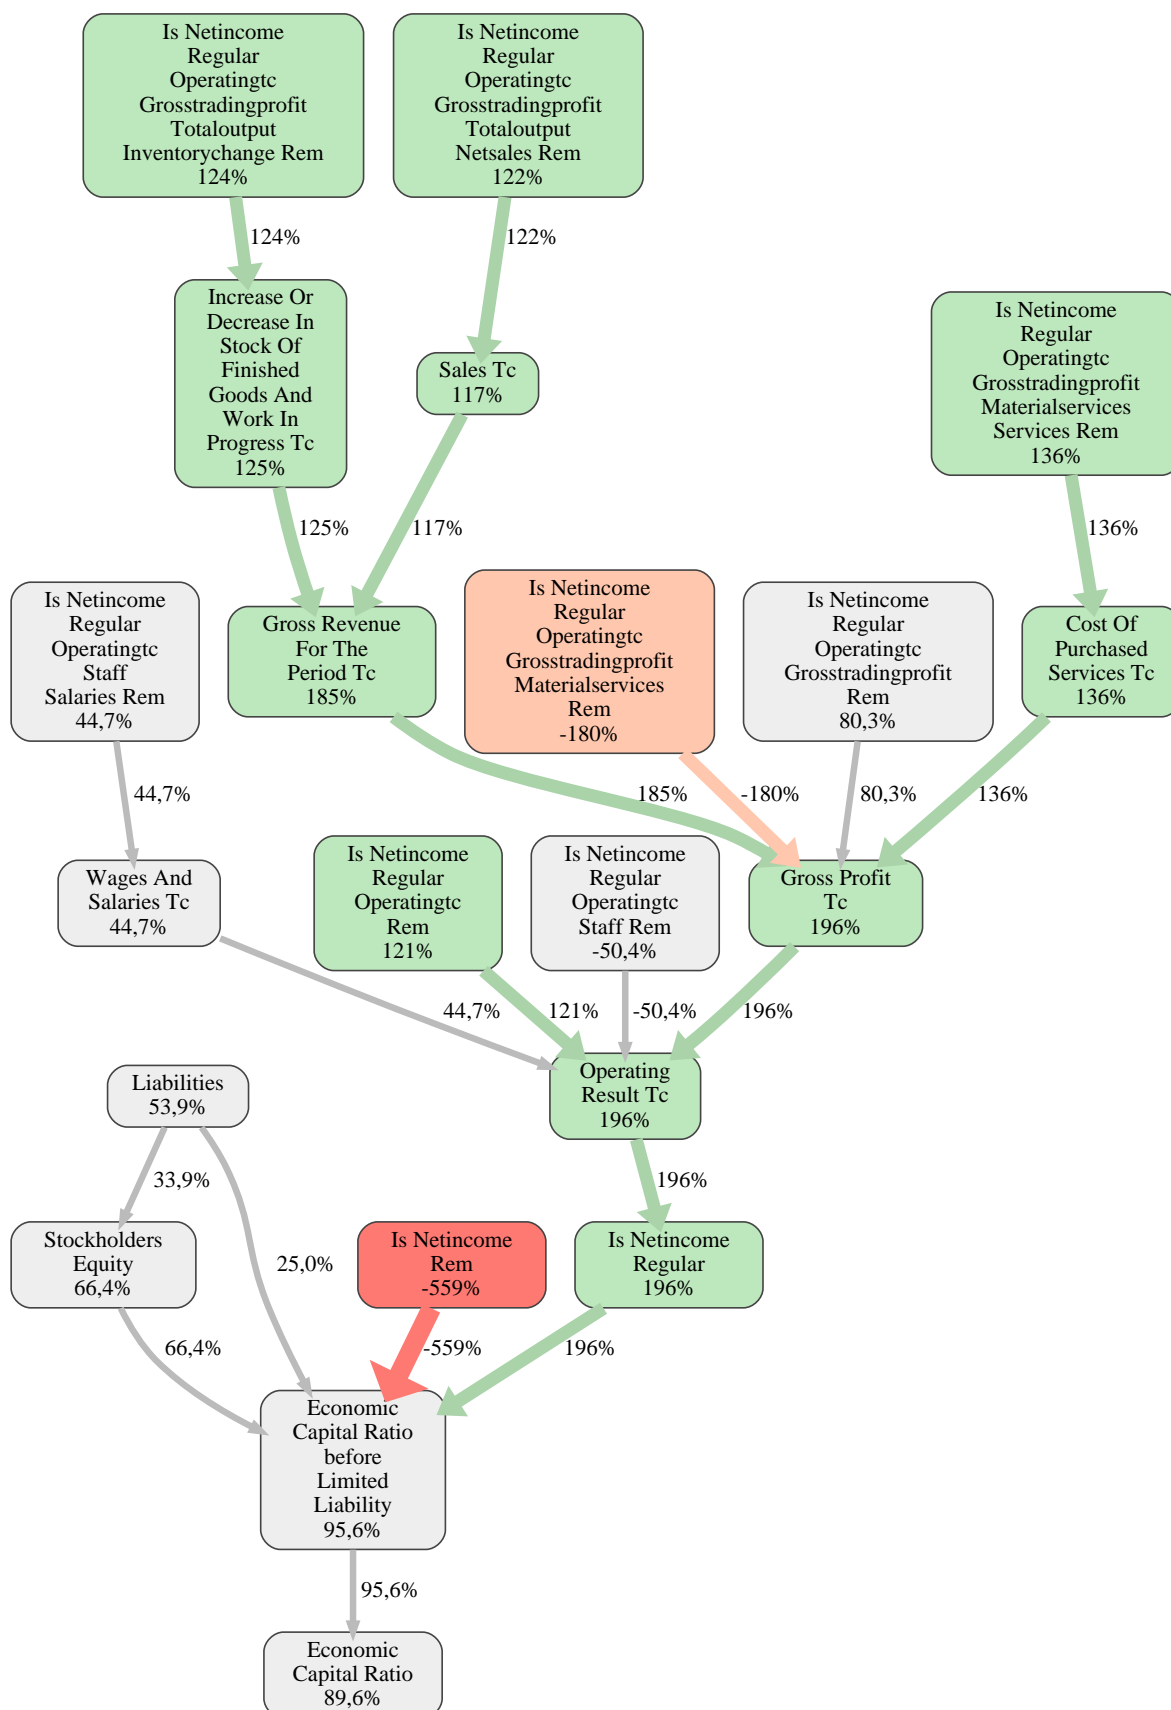 Is Netincome
Regular
Operatingtc
Grosstradingprofit
Totaloutput
Inventorychange Rem
124%
Is Netincome
Regular
Operatingtc
Grosstradingprofit
Totaloutput
Netsales Rem
122%
124%
122%
Increase Or
Decrease In
Stock Of
Finished
Goods And
Work In
Progress Tc
125%
Sales Tc
117%
Is Netincome
Regular
Operatingtc
Grosstradingprofit
Materialservices
Services Rem
136%
125%
117%
136%
Is Netincome
Regular
Operatingtc
Staff
Salaries Rem
44,7%
Gross Revenue
For The
Period Tc
185%
Is Netincome
Regular
Operatingtc
Grosstradingprofit
Materialservices
Rem
-180%
Is Netincome
Regular
Operatingtc
Grosstradingprofit
Rem
80,3%
Cost Of
Purchased
Services Tc
136%
44,7%
185%
-180%
80,3%
136%
Wages And
Salaries Tc
44,7%
Is Netincome
Regular
Operatingtc
Rem
121%
Is Netincome
Regular
Operatingtc
Staff Rem
-50,4%
Gross Profit
Tc
196%
44,7%
121%
-50,4%
196%
Operating
Result Tc
196%
Liabilities
53,9%
33,9%
25,0%
196%
Stockholders
Equity
66,4%
Is Netincome
Rem
-559%
Is Netincome
Regular
196%
66,4%
-559%
196%
Economic
Capital Ratio
before
Limited
Liability
95,6%
95,6%
Economic
Capital Ratio
89,6%